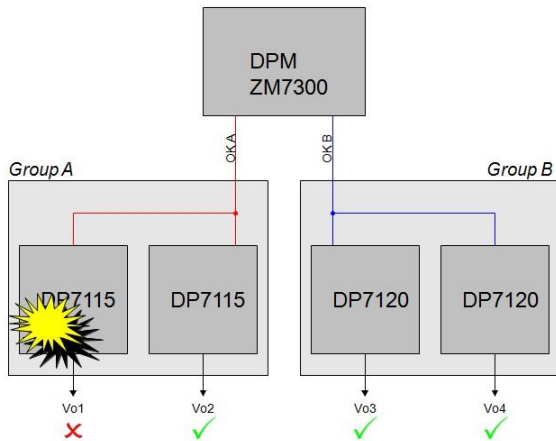 DPM
ZM7300
OK A
OK B
Group A
Group B
DP7115
DP7115
DP7120
DP7120
Vo1
Vo2
Vo3
Vo4